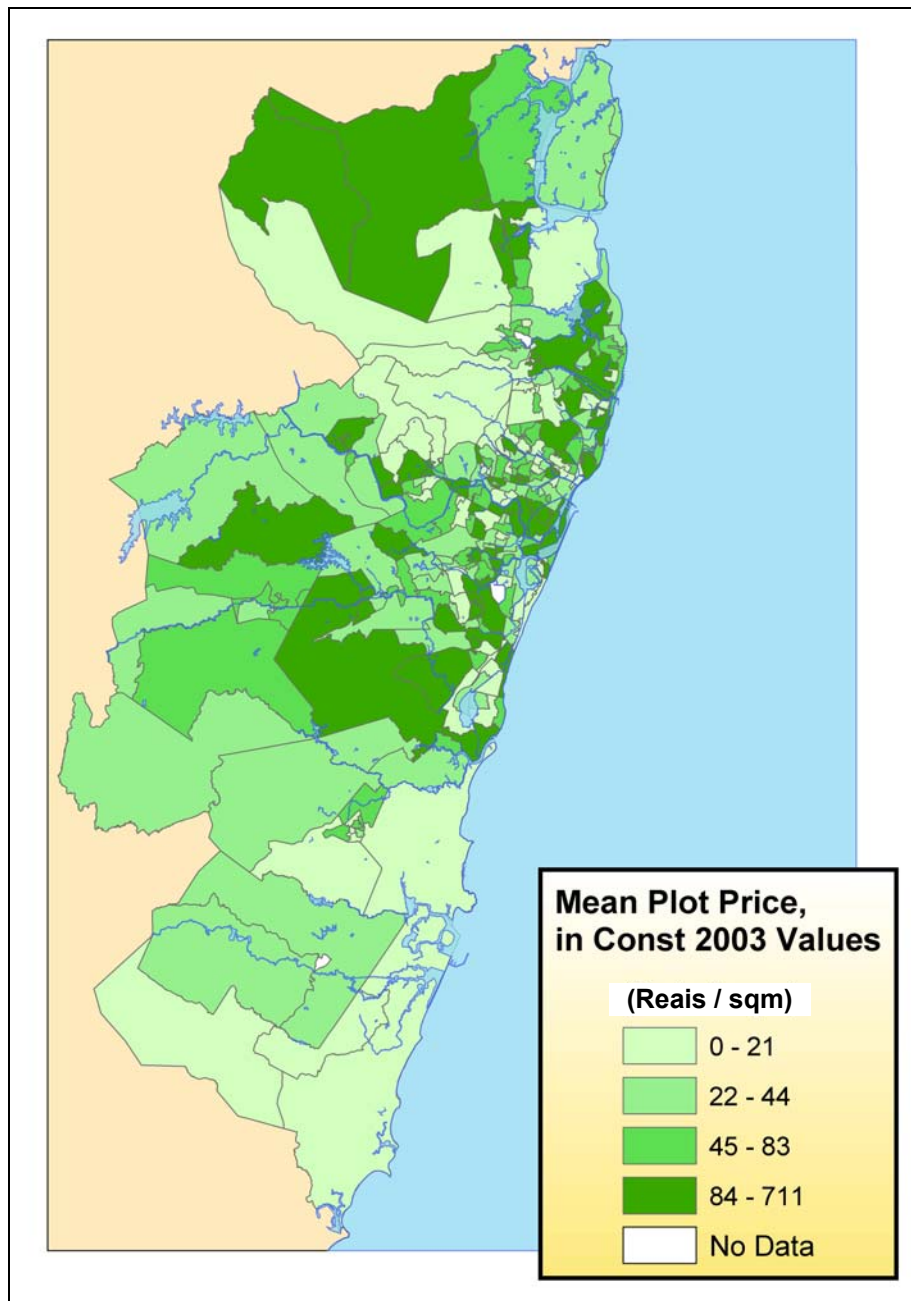 Mean Plot Price,
in Const 2003 Values
(Reais / sqm)
0 - 21
22 - 44
45 - 83
84 - 711
No Data